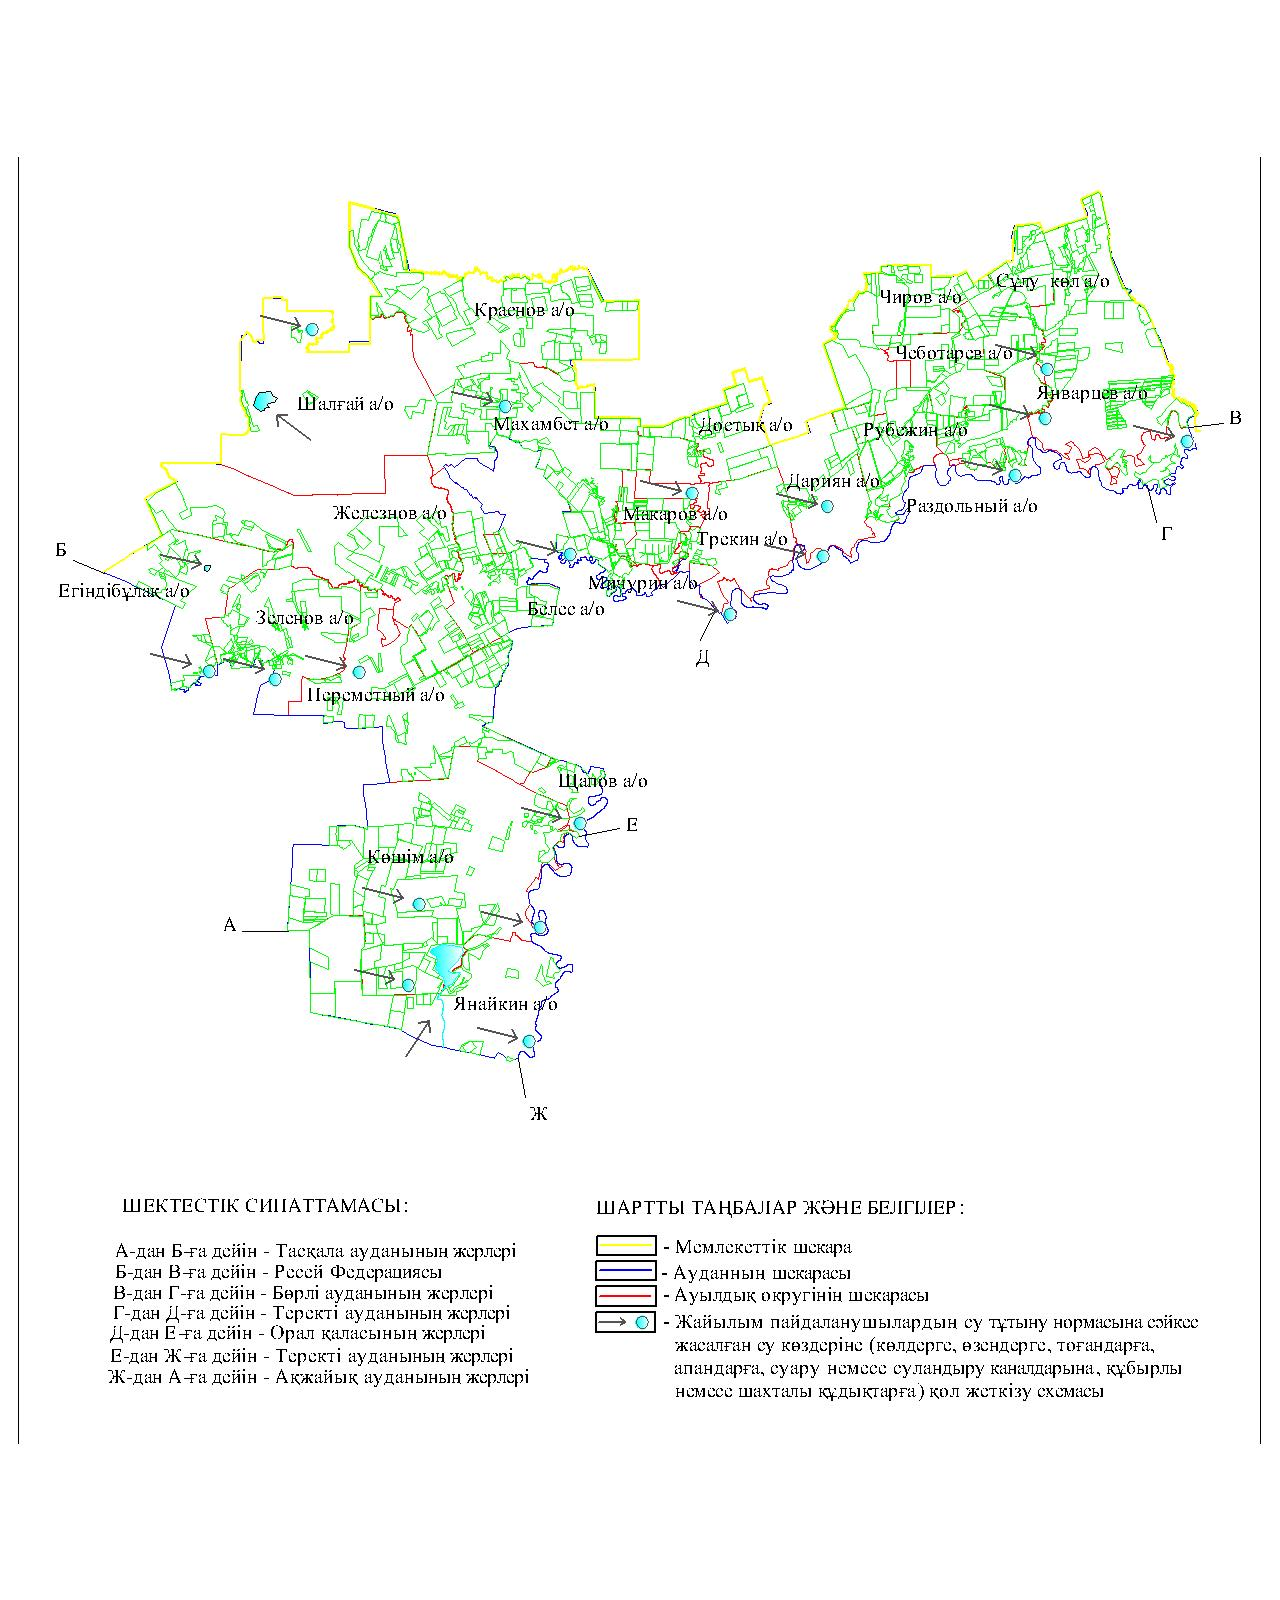 Краснов а/о
Сұлу көл а/о
Чиров а/о
Чеботарев а/о
Шалғай а/о
Январцев а/о
Махамбет а/о
Достық а/о
Рубежин а/о
В
Дариян а/о
Железнов а/о
Макаров а/о
Раздольный а/о
Трекин а/о
Г
Б
Егіндібұлақ а/о
Мичурин а/о
Белес а/о
Зеленов а/о
Д
Переметный а/о
Щапов а/о
Е
Көшім а/о
А
Янайкин а/о
Ж
ШЕКТЕСТІК СИПАТТАМАСЫ:
А-дан Б-ға дейін - Тасқала ауданының жерлері
Б-дан В-ға дейін - Ресей Федерациясы
В-дан Г-ға дейін - Бөрлі ауданының жерлері
Г-дан Д-ға дейін - Теректі ауданының жерлері
Д-дан Е-ға дейін - Орал қаласының жерлері
Е-дан Ж-ға дейін - Теректі ауданының жерлері
Ж-дан А-ға дейін - Ақжайық ауданының жерлері
ШАРТТЫ ТАҢБАЛАР ЖӘНЕ БЕЛГІЛЕР:
- Мемлекеттік шекара
- Ауданның шекарасы
- Ауылдық округінің шекарасы
- Жайылым пайдаланушылардың су тұтыну нормасына сәйкес
жасалған су көздеріне (көлдерге, өзендерге, тоғандарға,
апандарға, суару немесе суландыру каналдарына, құбырлы
немесе шахталы құдықтарға) қол жеткізу схемасы